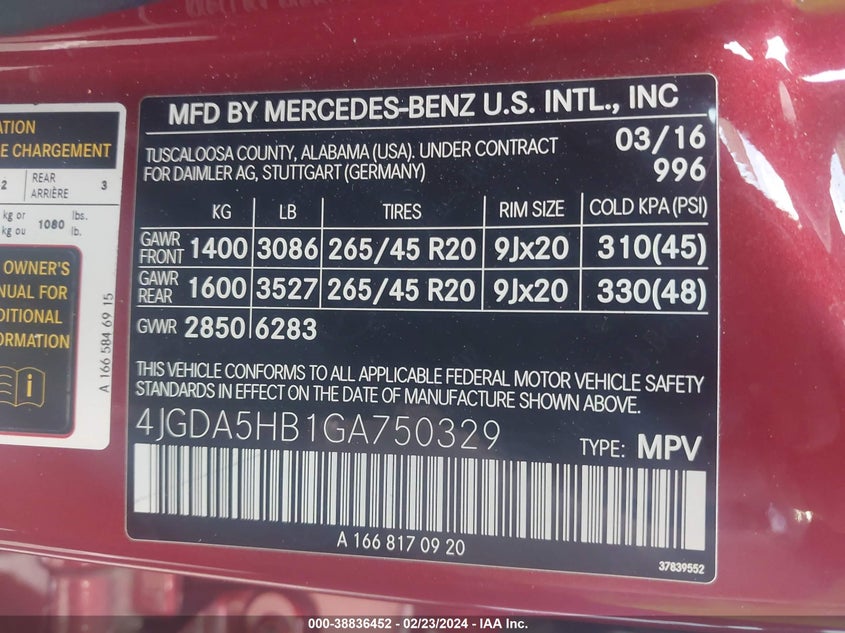 ATION
E CHARGEMENT
2 REAR ARRIÈRE 3
kg or 1080 lbs.
kg ou lb.
OWNER'S
NUAL FOR
DITIONAL
ORMATION
A 166 584 69 15
MFD BY MERCEDES-BENZ U.S. INTL., INC
TUSCALOOSA COUNTY, ALABAMA (USA). UNDER CONTRACT 03/16
FOR DAIMLER AG, STUTTGART (GERMANY) 996
KG LB TIRES RIM SIZE COLD KPA (PSI)
GAWR FRONT 1400 3086 265/45 R20 9Jx20 310(45)
GAWR REAR 1600 3527 265/45 R20 9Jx20 330(48)
GVWR 2850 6283
THIS VEHICLE CONFORMS TO ALL APPLICABLE FEDERAL MOTOR VEHICLE SAFETY
STANDARDS IN EFFECT ON THE DATE OF MANUFACTURE SHOWN ABOVE.
4JGDA5HB1GA750329 TYPE: MPV
A 166 817 09 20
37839552
000-38836452 - 02/23/2024 - IAA Inc.